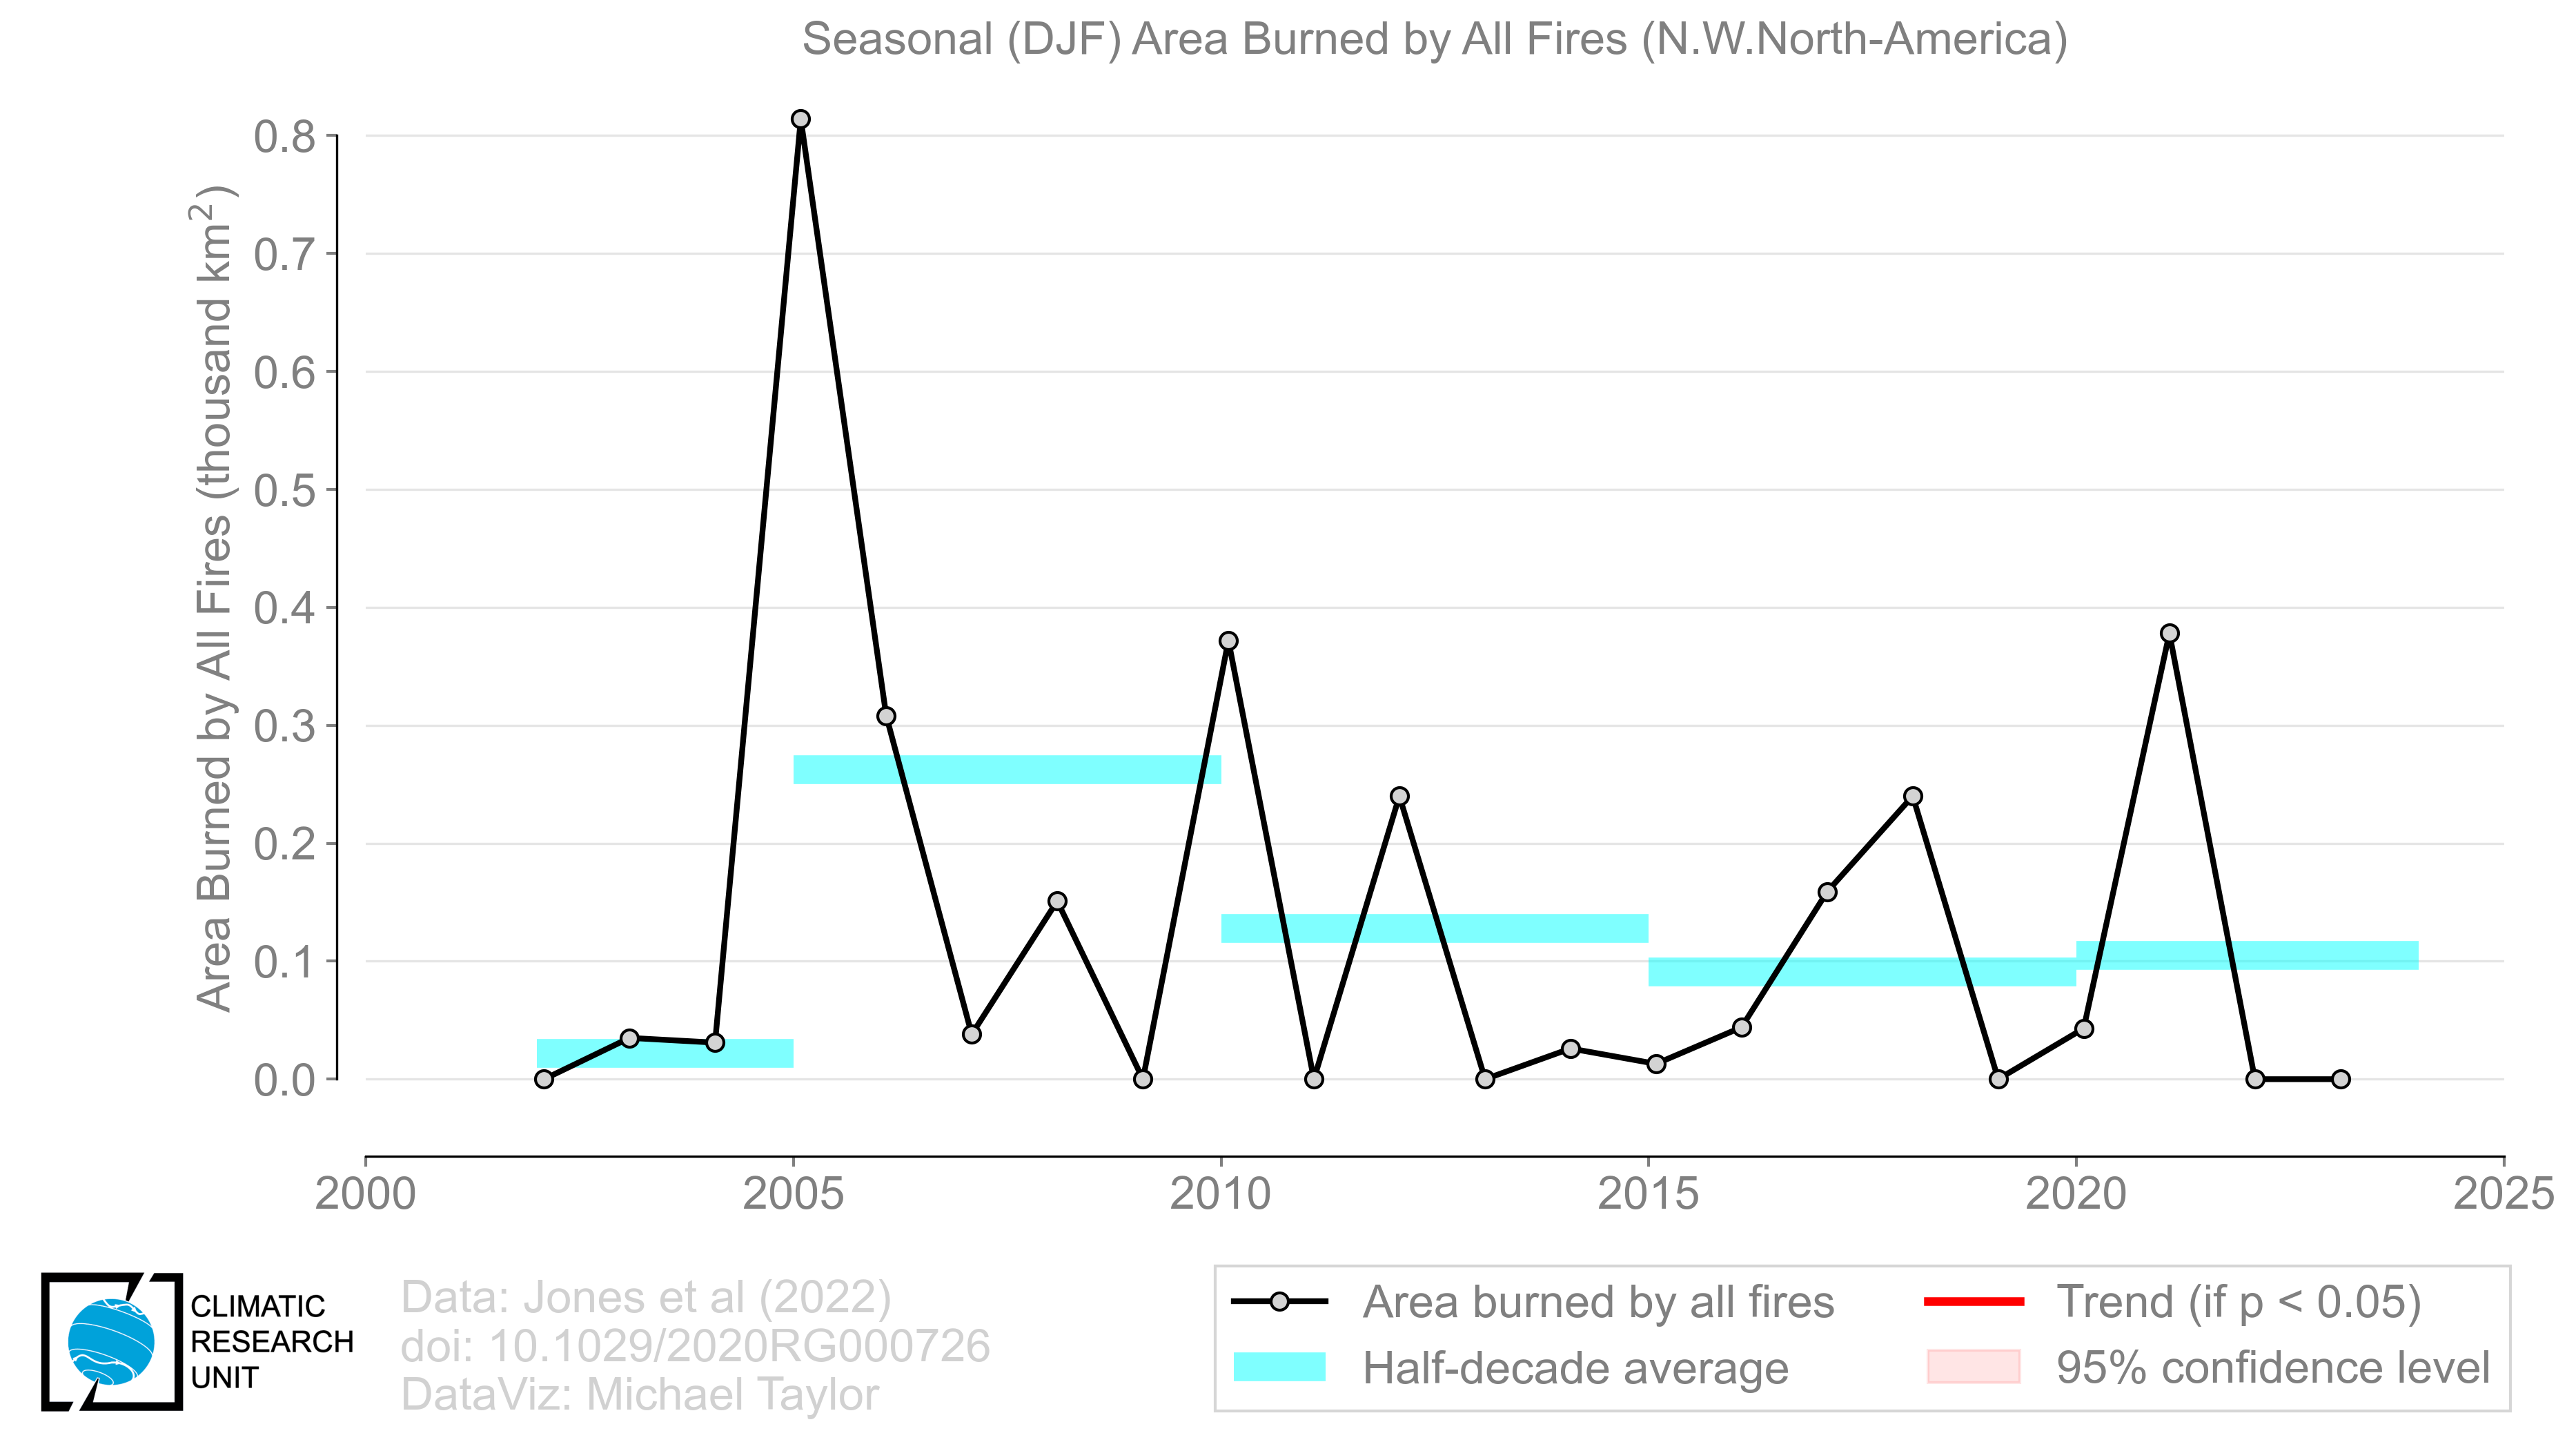 Seasonal (DJF) Area Burned by All Fires (N.W.North-America)
Area Burned by All Fires (thousand km²)
0.8
0.7
0.6
0.5
0.4
0.3
0.2
0.1
0.0
2000 2005 2010 2015 2020 2025
CLIMATIC
RESEARCH
UNIT
Data: Jones et al (2022)
doi: 10.1029/2020RG000726
DataViz: Michael Taylor
Area burned by all fires
Half-decade average
Trend (if p < 0.05)
95% confidence level